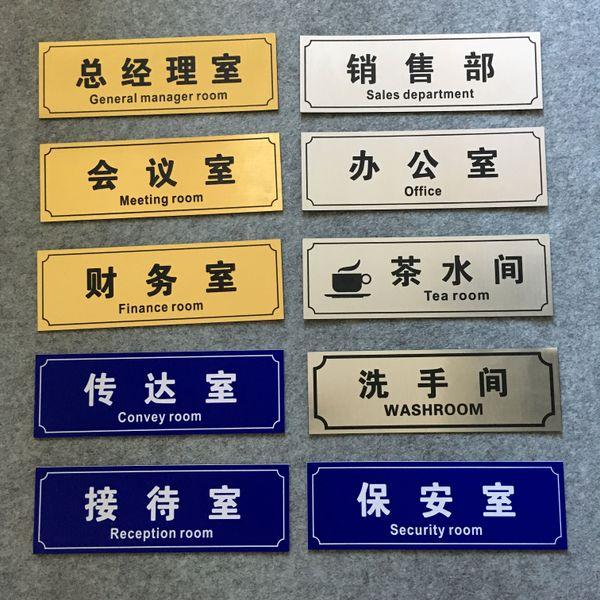 总经理室
General manager room
销售部
Sales department
会议室
Meeting room
办公室
Office
财务室
Finance room
茶水间
Tea room
传达室
Convey room
洗手间
WASHROOM
接待室
Reception room
保安室
Security room